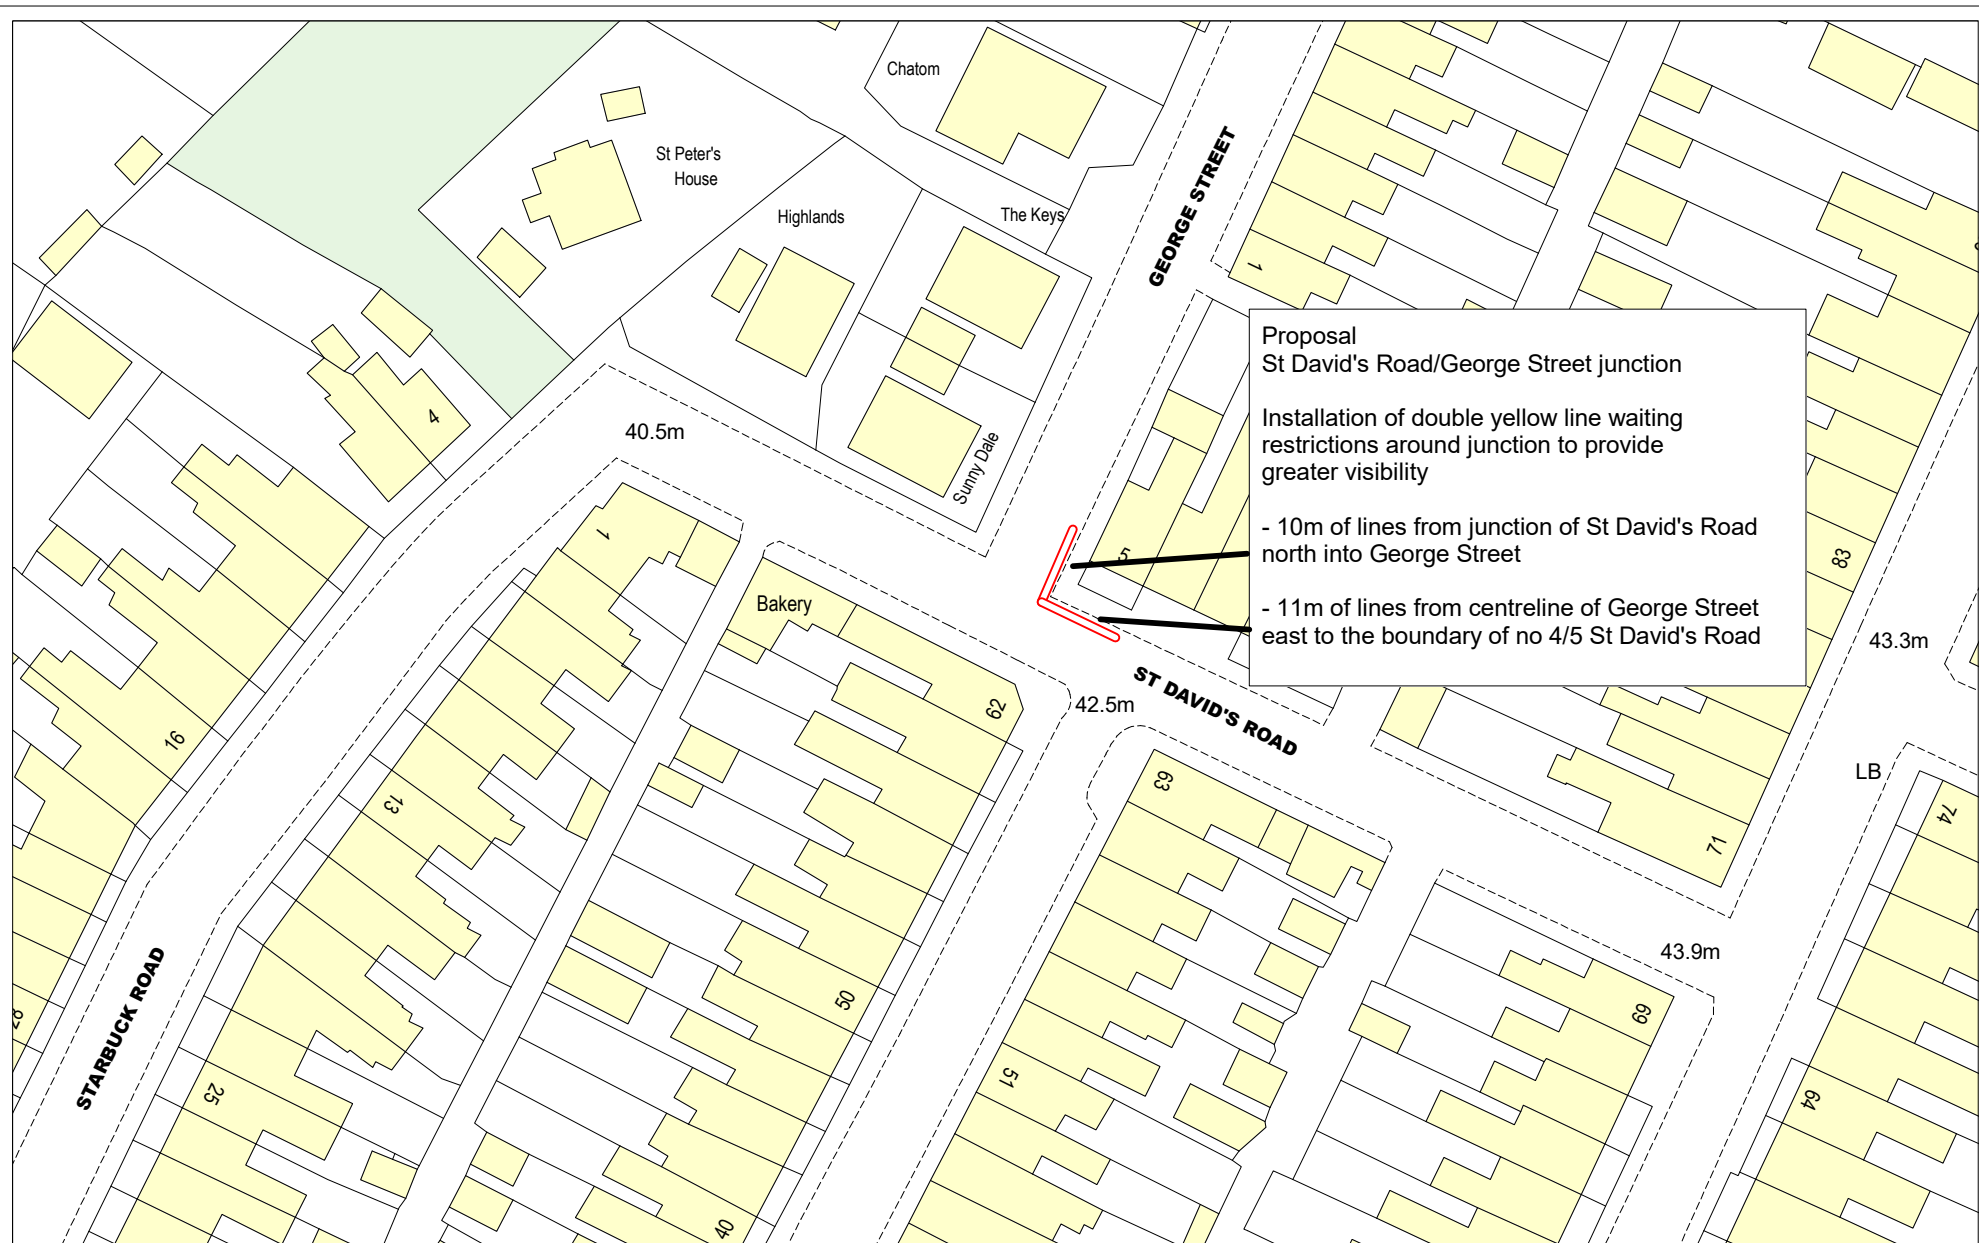 Chatom
St Peter's
House
Highlands
The Keys
GEORGE STREET
1
Proposal
St David's Road/George Street junction
Installation of double yellow line waiting
restrictions around junction to provide
greater visibility
- 10m of lines from junction of St David's Road
north into George Street
- 11m of lines from centreline of George Street
east to the boundary of no 4/5 St David's Road
4
40.5m
Sunny Dale
1
5
83
Bakery
43.3m
62
42.5m
ST DAVID'S ROAD
16
63
LB
13
74
71
43.9m
50
69
STARBUCK ROAD
25
51
64
40